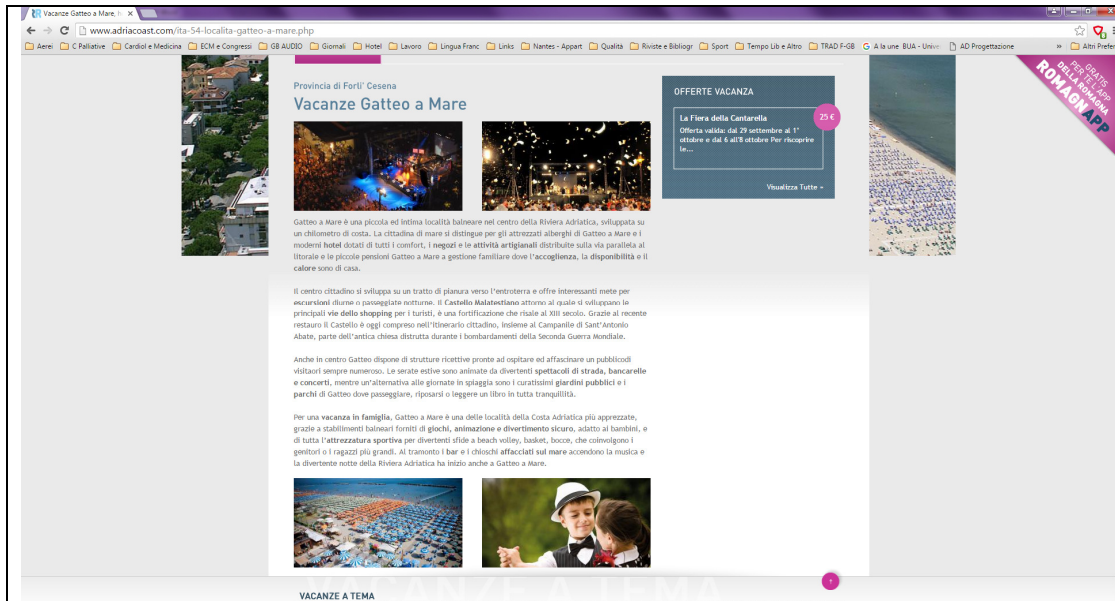 Vacanze Gatteo a Mare, h
www.adriacoast.com/ita-54-localita-gatteo-a-mare.php
Aerei C Palliative Cardiol e Medicina ECM e Congressi GB AUDIO Giornali Hotel Lavoro Lingua Franc Links Nantes - Appart Qualità Riviste e Bibliogr Sport Tempo Lib e Altro TRAD F-GB A la une BUA - Unive AD Progettazione » Altri Prefer
GRATIS
PER TE L'APP
DELLA ROMAGNA
ROMAGNAPP
Provincia di Forli' Cesena
Vacanze Gatteo a Mare
Gatteo a Mare è una piccola ed intima località balneare nel centro della Riviera Adriatica, sviluppata su
un chilometro di costa. La cittadina di mare si distingue per gli attrezzati alberghi di Gatteo a Mare e i
moderni hotel dotati di tutti i comfort, i negozi e le attività artigianali distribuite sulla via parallela al
litorale e le piccole pensioni Gatteo a Mare a gestione familiare dove l'accoglienza, la disponibilità e il
calore sono di casa.
Il centro cittadino si sviluppa su un tratto di pianura verso l'entroterra e offre interessanti mete per
escursioni diurne o passeggiate notturne. Il Castello Malatestiano attorno al quale si sviluppano le
principali vie dello shopping per i turisti, è una fortificazione che risale al XIII secolo. Grazie al recente
restauro il Castello è oggi compreso nell'itinerario cittadino, insieme al Campanile di Sant'Antonio
Abate, parte dell'antica chiesa distrutta durante i bombardamenti della Seconda Guerra Mondiale.
Anche in centro Gatteo dispone di strutture ricettive pronte ad ospitare ed affascinare un pubblicodi
visitaori sempre numeroso. Le serate estive sono animate da divertenti spettacoli di strada, bancarelle
e concerti, mentre un'alternativa alle giornate in spiaggia sono i curatissimi giardini pubblici e i
parchi di Gatteo dove passeggiare, riposarsi o leggere un libro in tutta tranquillità.
Per una vacanza in famiglia, Gatteo a Mare è una delle località della Costa Adriatica più apprezzate,
grazie a stabilimenti balneari forniti di giochi, animazione e divertimento sicuro, adatto ai bambini, e
di tutta l'attrezzatura sportiva per divertenti sfide a beach volley, basket, bocce, che coinvolgono i
genitori o i ragazzi più grandi. Al tramonto i bar e i chioschi affacciati sul mare accendono la musica e
la divertente notte della Riviera Adriatica ha inizio anche a Gatteo a Mare.
OFFERTE VACANZA
La Fiera della Cantarella
25 €
Offerta valida: dal 29 settembre al 1°
ottobre e dal 6 all'8 ottobre Per riscoprire
le...
Visualizza Tutte »
VACANZE A TEMA
VACANZE A TEMA